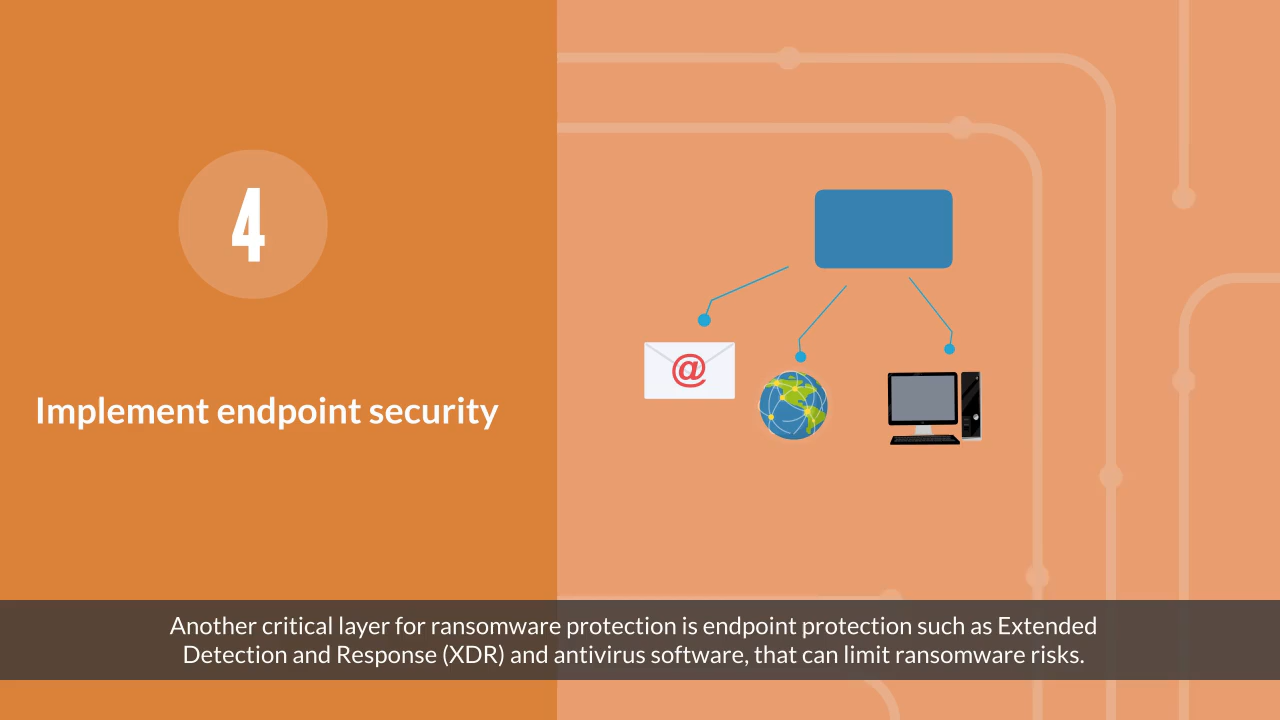 4
Implement endpoint security
@
Another critical layer for ransomware protection is endpoint protection such as Extended
Detection and Response (XDR) and antivirus software, that can limit ransomware risks.